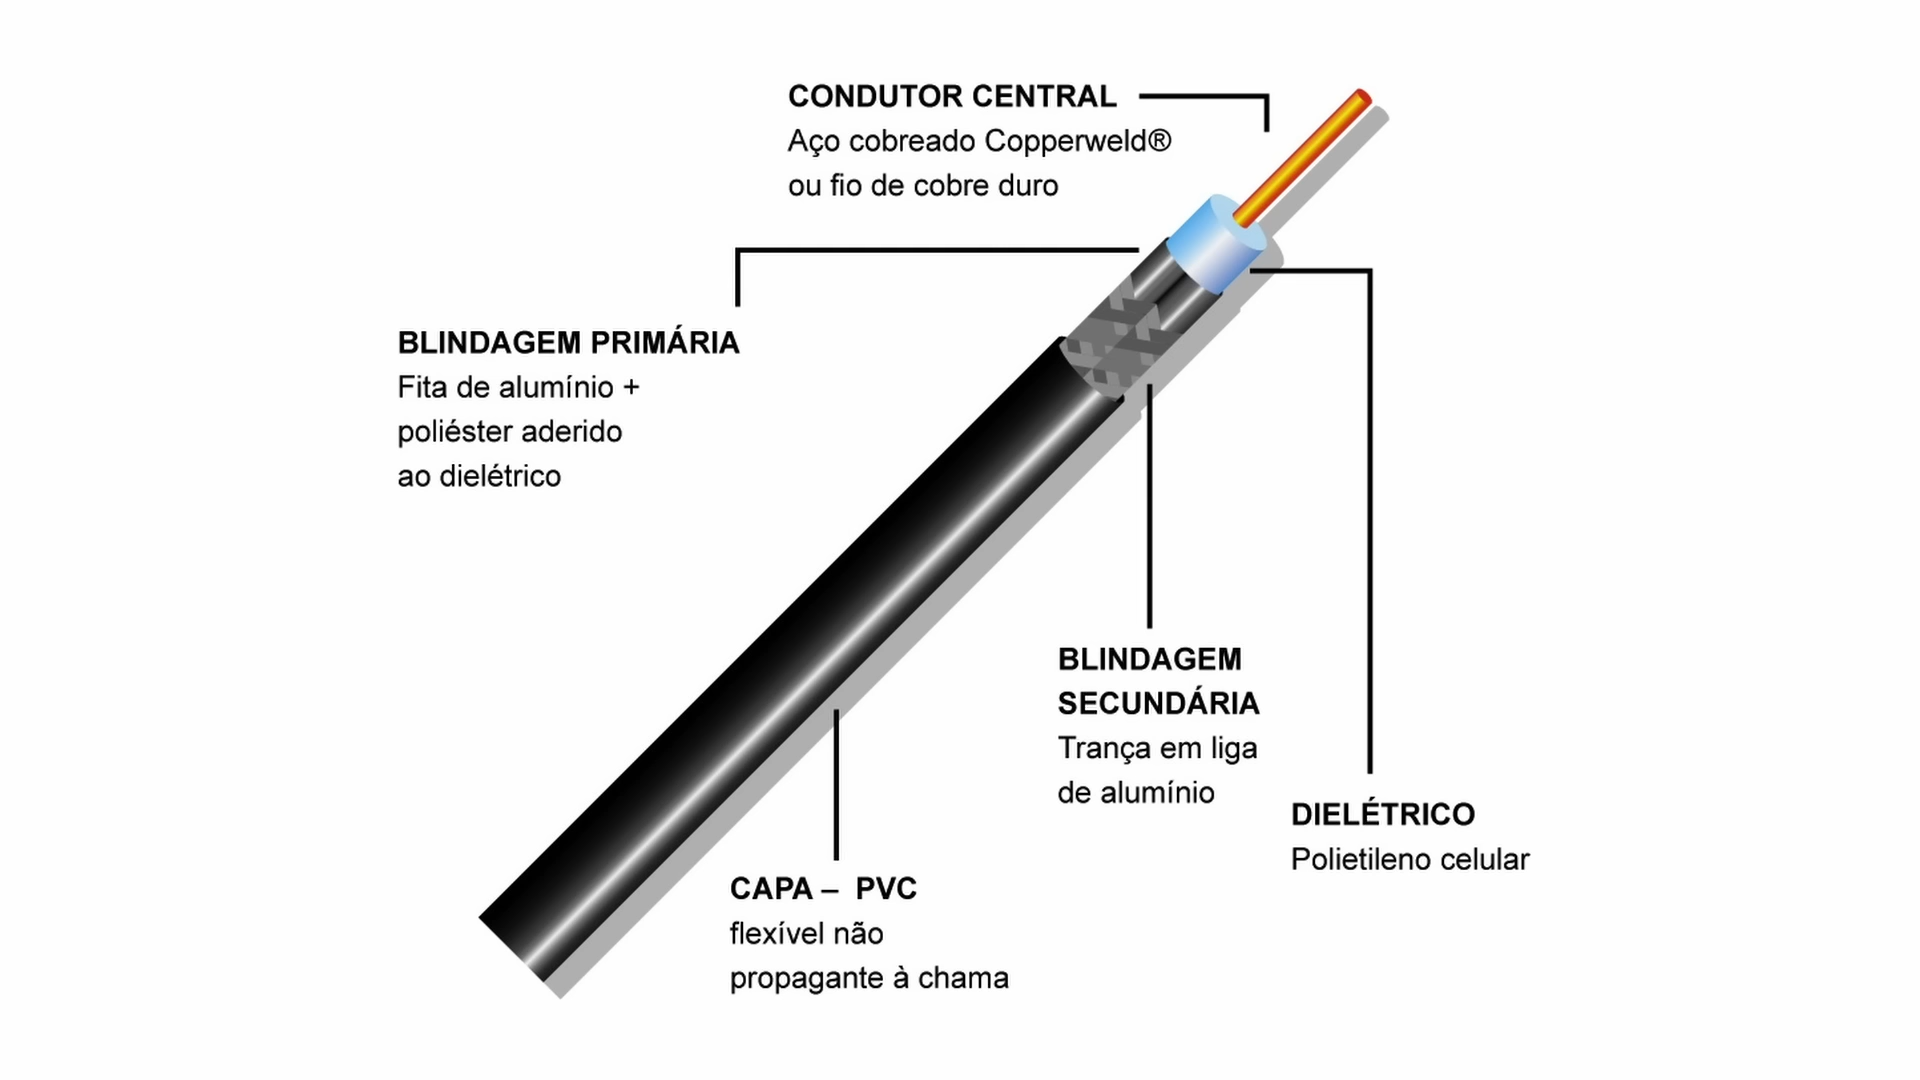 CONDUTOR CENTRAL
Aço cobreado Copperweld®
ou fio de cobre duro
BLINDAGEM PRIMÁRIA
Fita de alumínio +
poliéster aderido
ao dielétrico
BLINDAGEM
SECUNDÁRIA
Trança em liga
de alumínio
DIELÉTRICO
Polietileno celular
CAPA – PVC
flexível não
propagante à chama